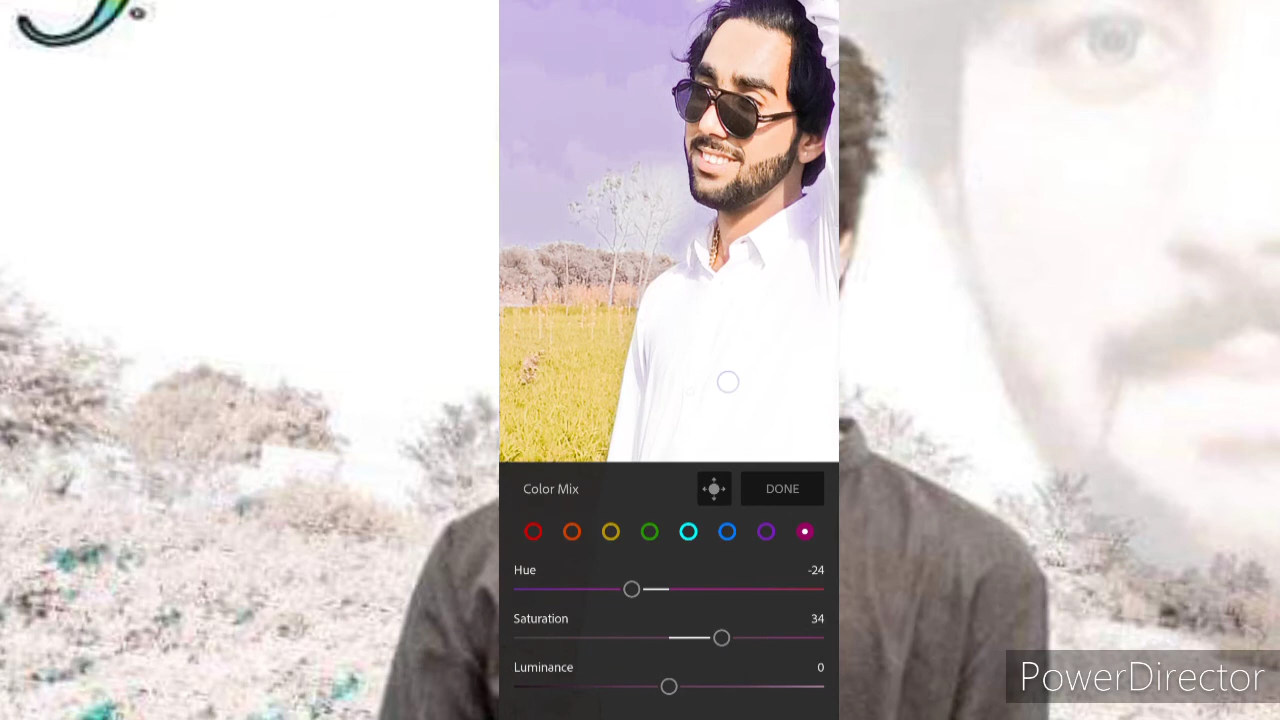 Color Mix
DONE
Hue
-24
Saturation
34
Luminance
0
PowerDirector